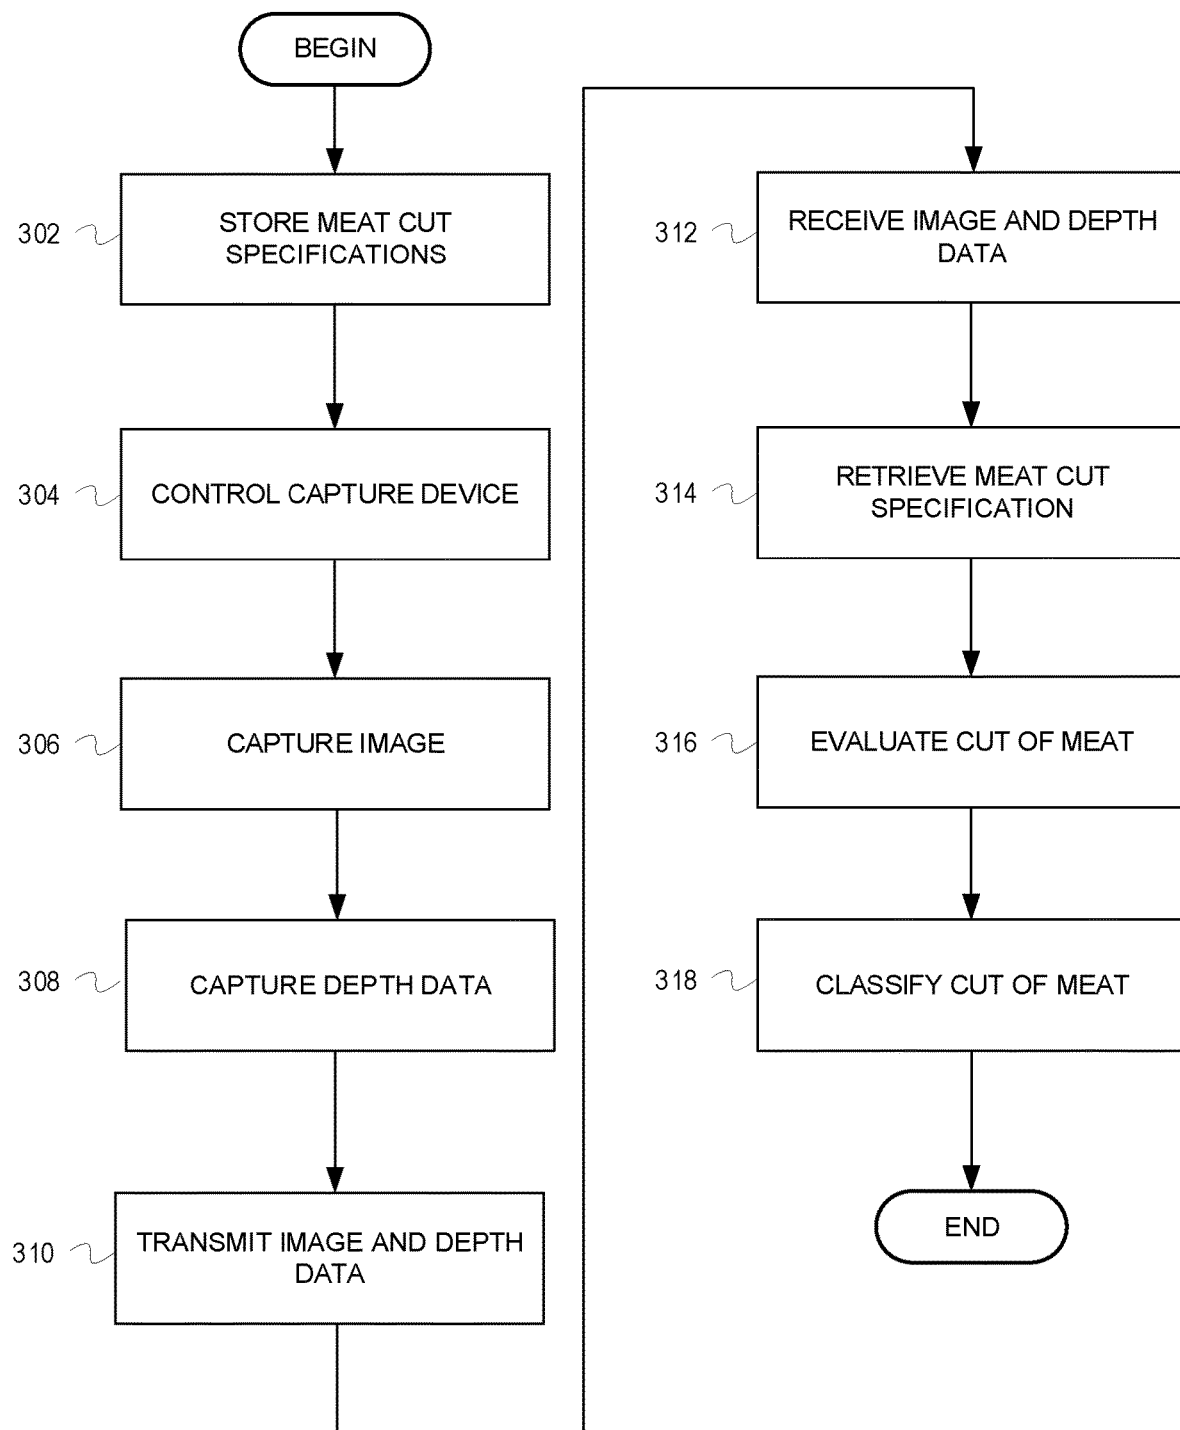 BEGIN
302
STORE MEAT CUT
SPECIFICATIONS
304
CONTROL CAPTURE DEVICE
306
CAPTURE IMAGE
308
CAPTURE DEPTH DATA
310
TRANSMIT IMAGE AND DEPTH
DATA
312
RECEIVE IMAGE AND DEPTH
DATA
314
RETRIEVE MEAT CUT
SPECIFICATION
316
EVALUATE CUT OF MEAT
318
CLASSIFY CUT OF MEAT
END